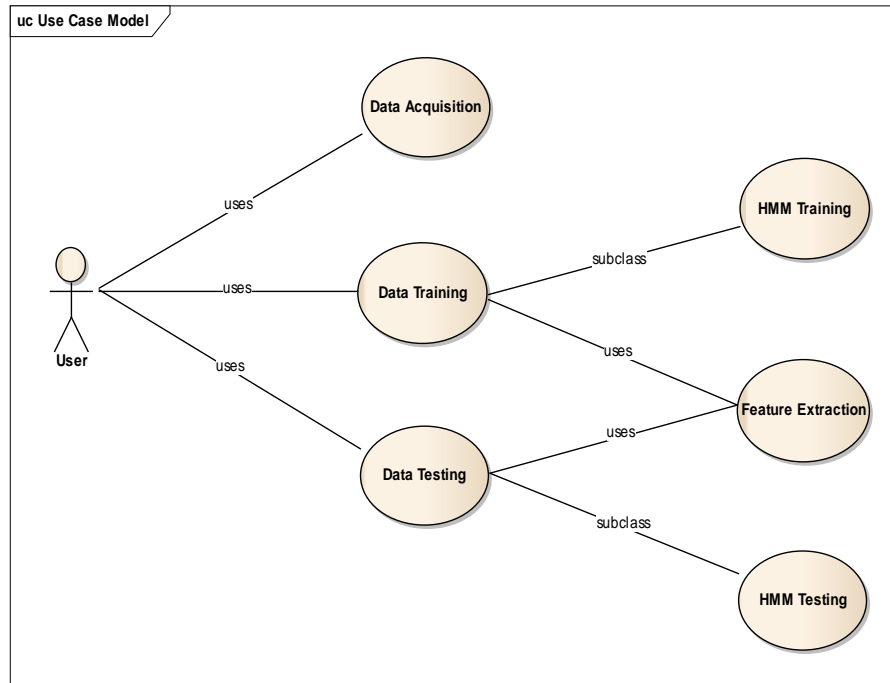 uc Use Case Model
Data Acquisition
uses
HMM Training
subclass
uses
Data Training
User
uses
uses
Feature Extraction
uses
Data Testing
subclass
HMM Testing